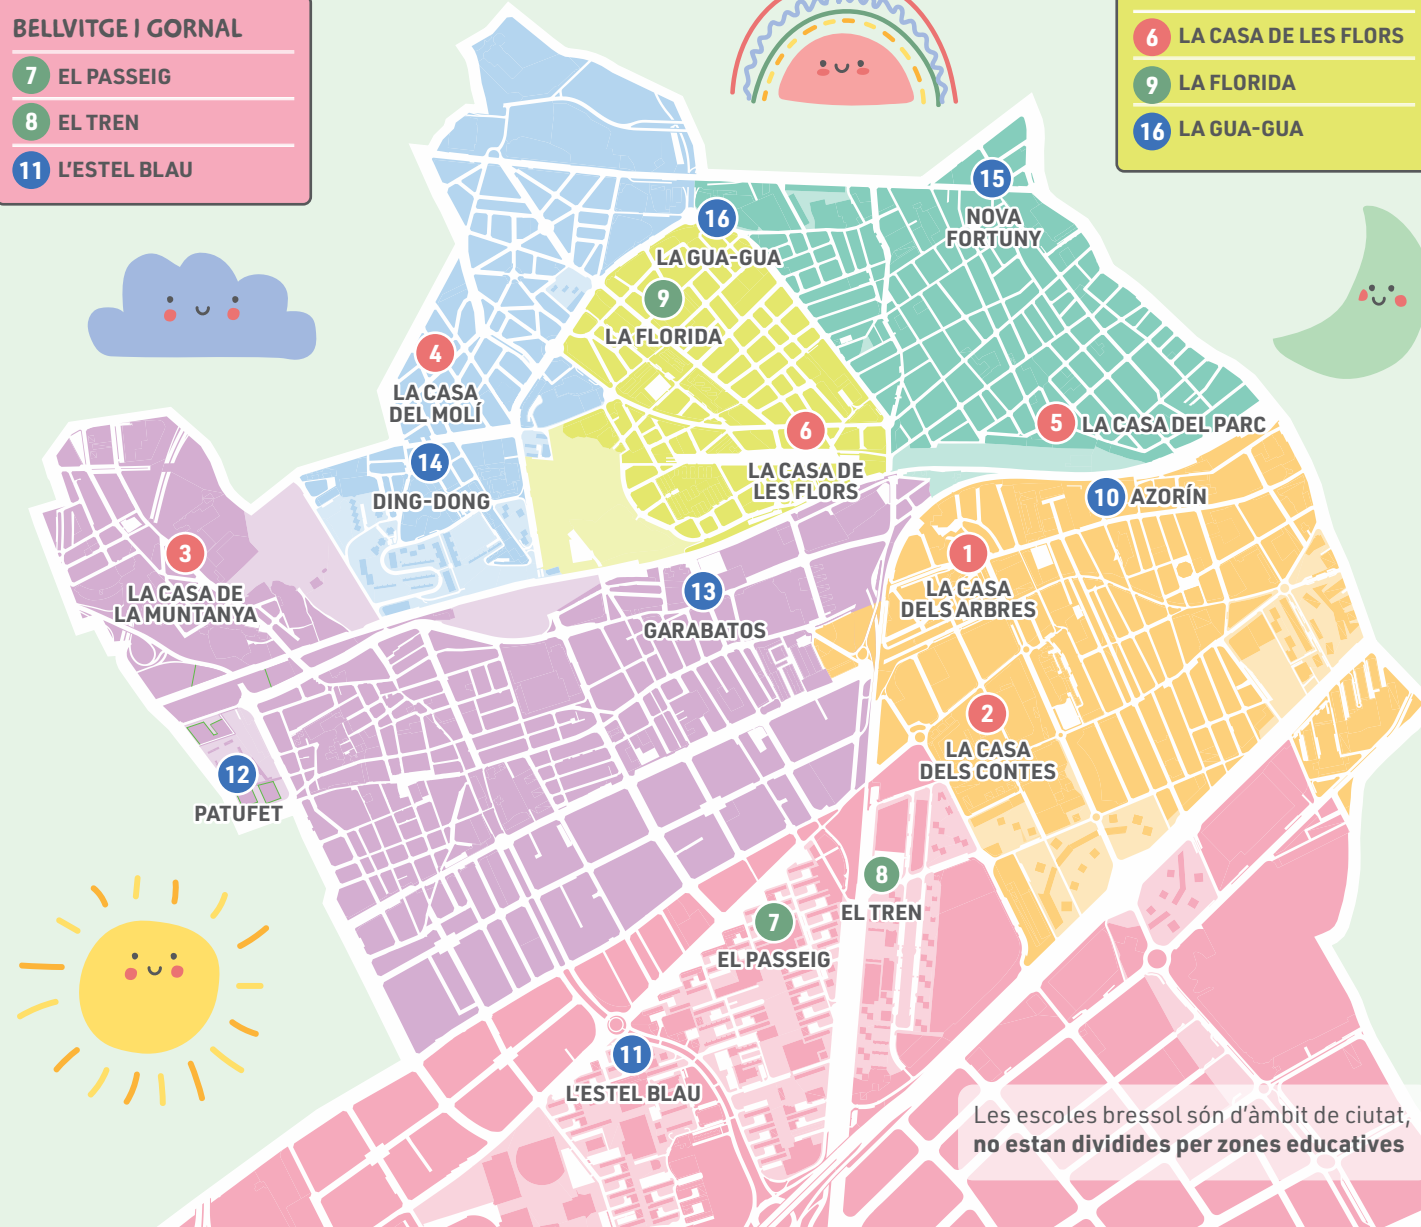 BELLVITGE I GORNAL
7 EL PASSEIG
8 EL TREN
11 L'ESTEL BLAU
6 LA CASA DE LES FLORS
9 LA FLORIDA
16 LA GUA-GUA
15
NOVA
FORTUNY
16
LA GUA-GUA
9
LA FLORIDA
4
LA CASA
DEL MOLÍ
5 LA CASA DEL PARC
6
LA CASA DE
LES FLORS
14
DING-DONG
10 AZORÍN
3
LA CASA DE
LA MUNTANYA
1
LA CASA
DELS ARBRES
13
GARABATOS
2
LA CASA
DELS CONTES
12
PATUFET
8
EL TREN
7
EL PASSEIG
11
L'ESTEL BLAU
Les escoles bressol són d'àmbit de ciutat,
no estan dividides per zones educatives